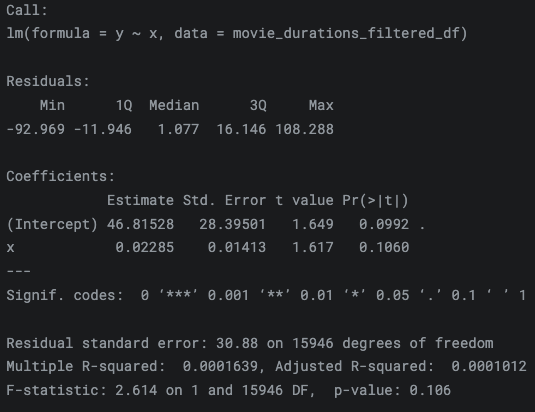 Call:
lm(formula = y ~ x, data = movie_durations_filtered_df)
Residuals:
Min 1Q Median 3Q Max
-92.969 -11.946 1.077 16.146 108.288
Coefficients:
Estimate Std. Error t value Pr(>|t|)
(Intercept) 46.81528 28.39501 1.649 0.0992 .
x 0.02285 0.01413 1.617 0.1060
---
Signif. codes: 0 ‘***’ 0.001 ‘**’ 0.01 ‘*’ 0.05 ‘.’ 0.1 ‘ ’ 1
Residual standard error: 30.88 on 15946 degrees of freedom
Multiple R-squared: 0.0001639, Adjusted R-squared: 0.0001012
F-statistic: 2.614 on 1 and 15946 DF, p-value: 0.106